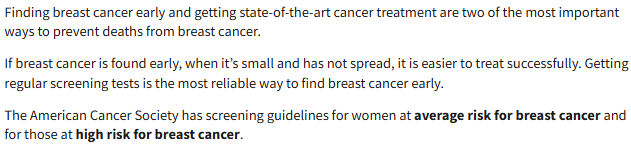 Finding breast cancer early and getting state-of-the-art cancer treatment are two of the most important
ways to prevent deaths from breast cancer.
If breast cancer is found early, when it’s small and has not spread, it is easier to treat successfully. Getting
regular screening tests is the most reliable way to find breast cancer early.
The American Cancer Society has screening guidelines for women at average risk for breast cancer and
for those at high risk for breast cancer.